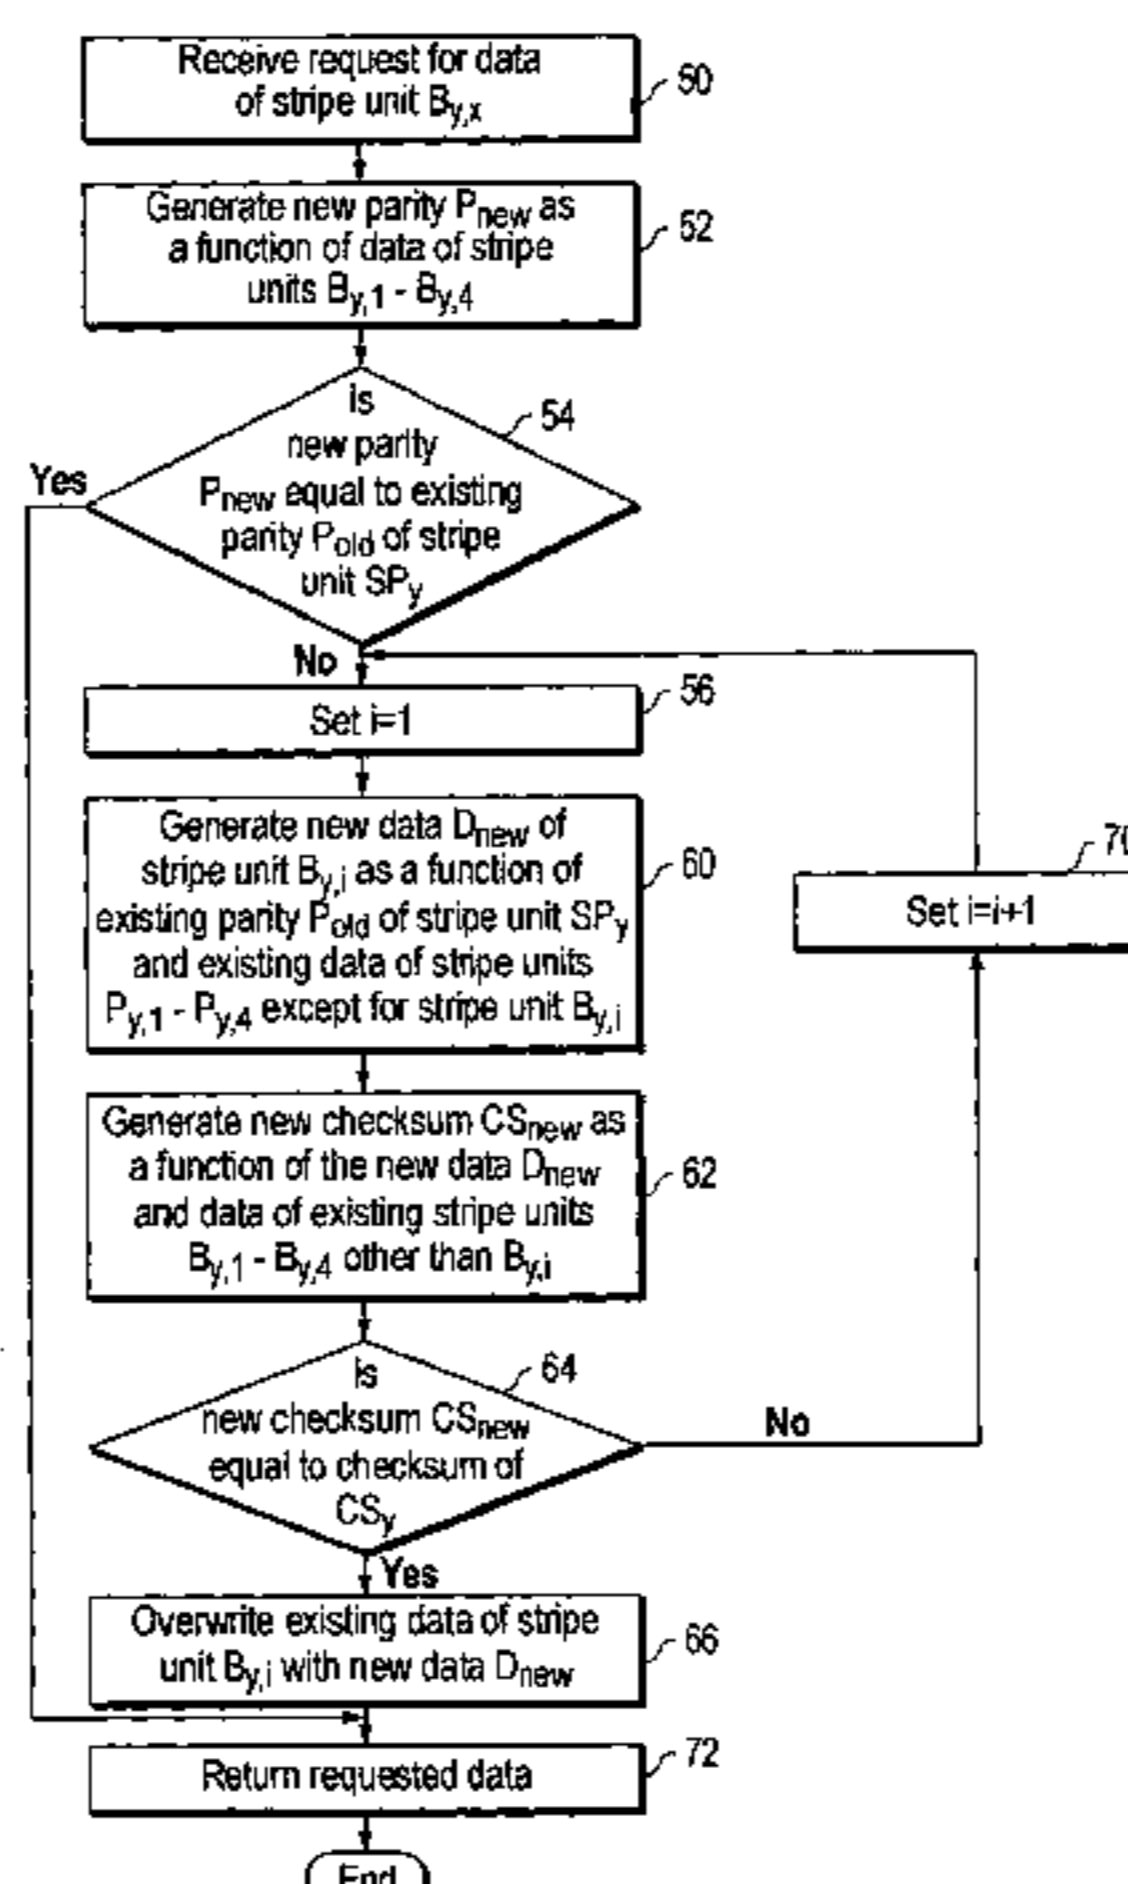 Receive request for data
of stripe unit By,x
50
Generate new parity Pnew as
a function of data of stripe
units By,1 - By,4
52
is
new parity
Pnew equal to existing
parity Pold of stripe
unit SPy
54
Yes
No
Set i=1
56
Generate new data Dnew of
stripe unit By,i as a function of
existing parity Pold of stripe unit SPy
and existing data of stripe units
Py,1 - Py,4 except for stripe unit By,i
60
Set i=i+1
70
Generate new checksum CSnew as
a function of the new data Dnew
and data of existing stripe units
By,1 - By,4 other than By,i
62
is
new checksum CSnew
equal to checksum of
CSy
64
No
Yes
Overwrite existing data of stripe
unit By,i with new data Dnew
66
Return requested data
72
End